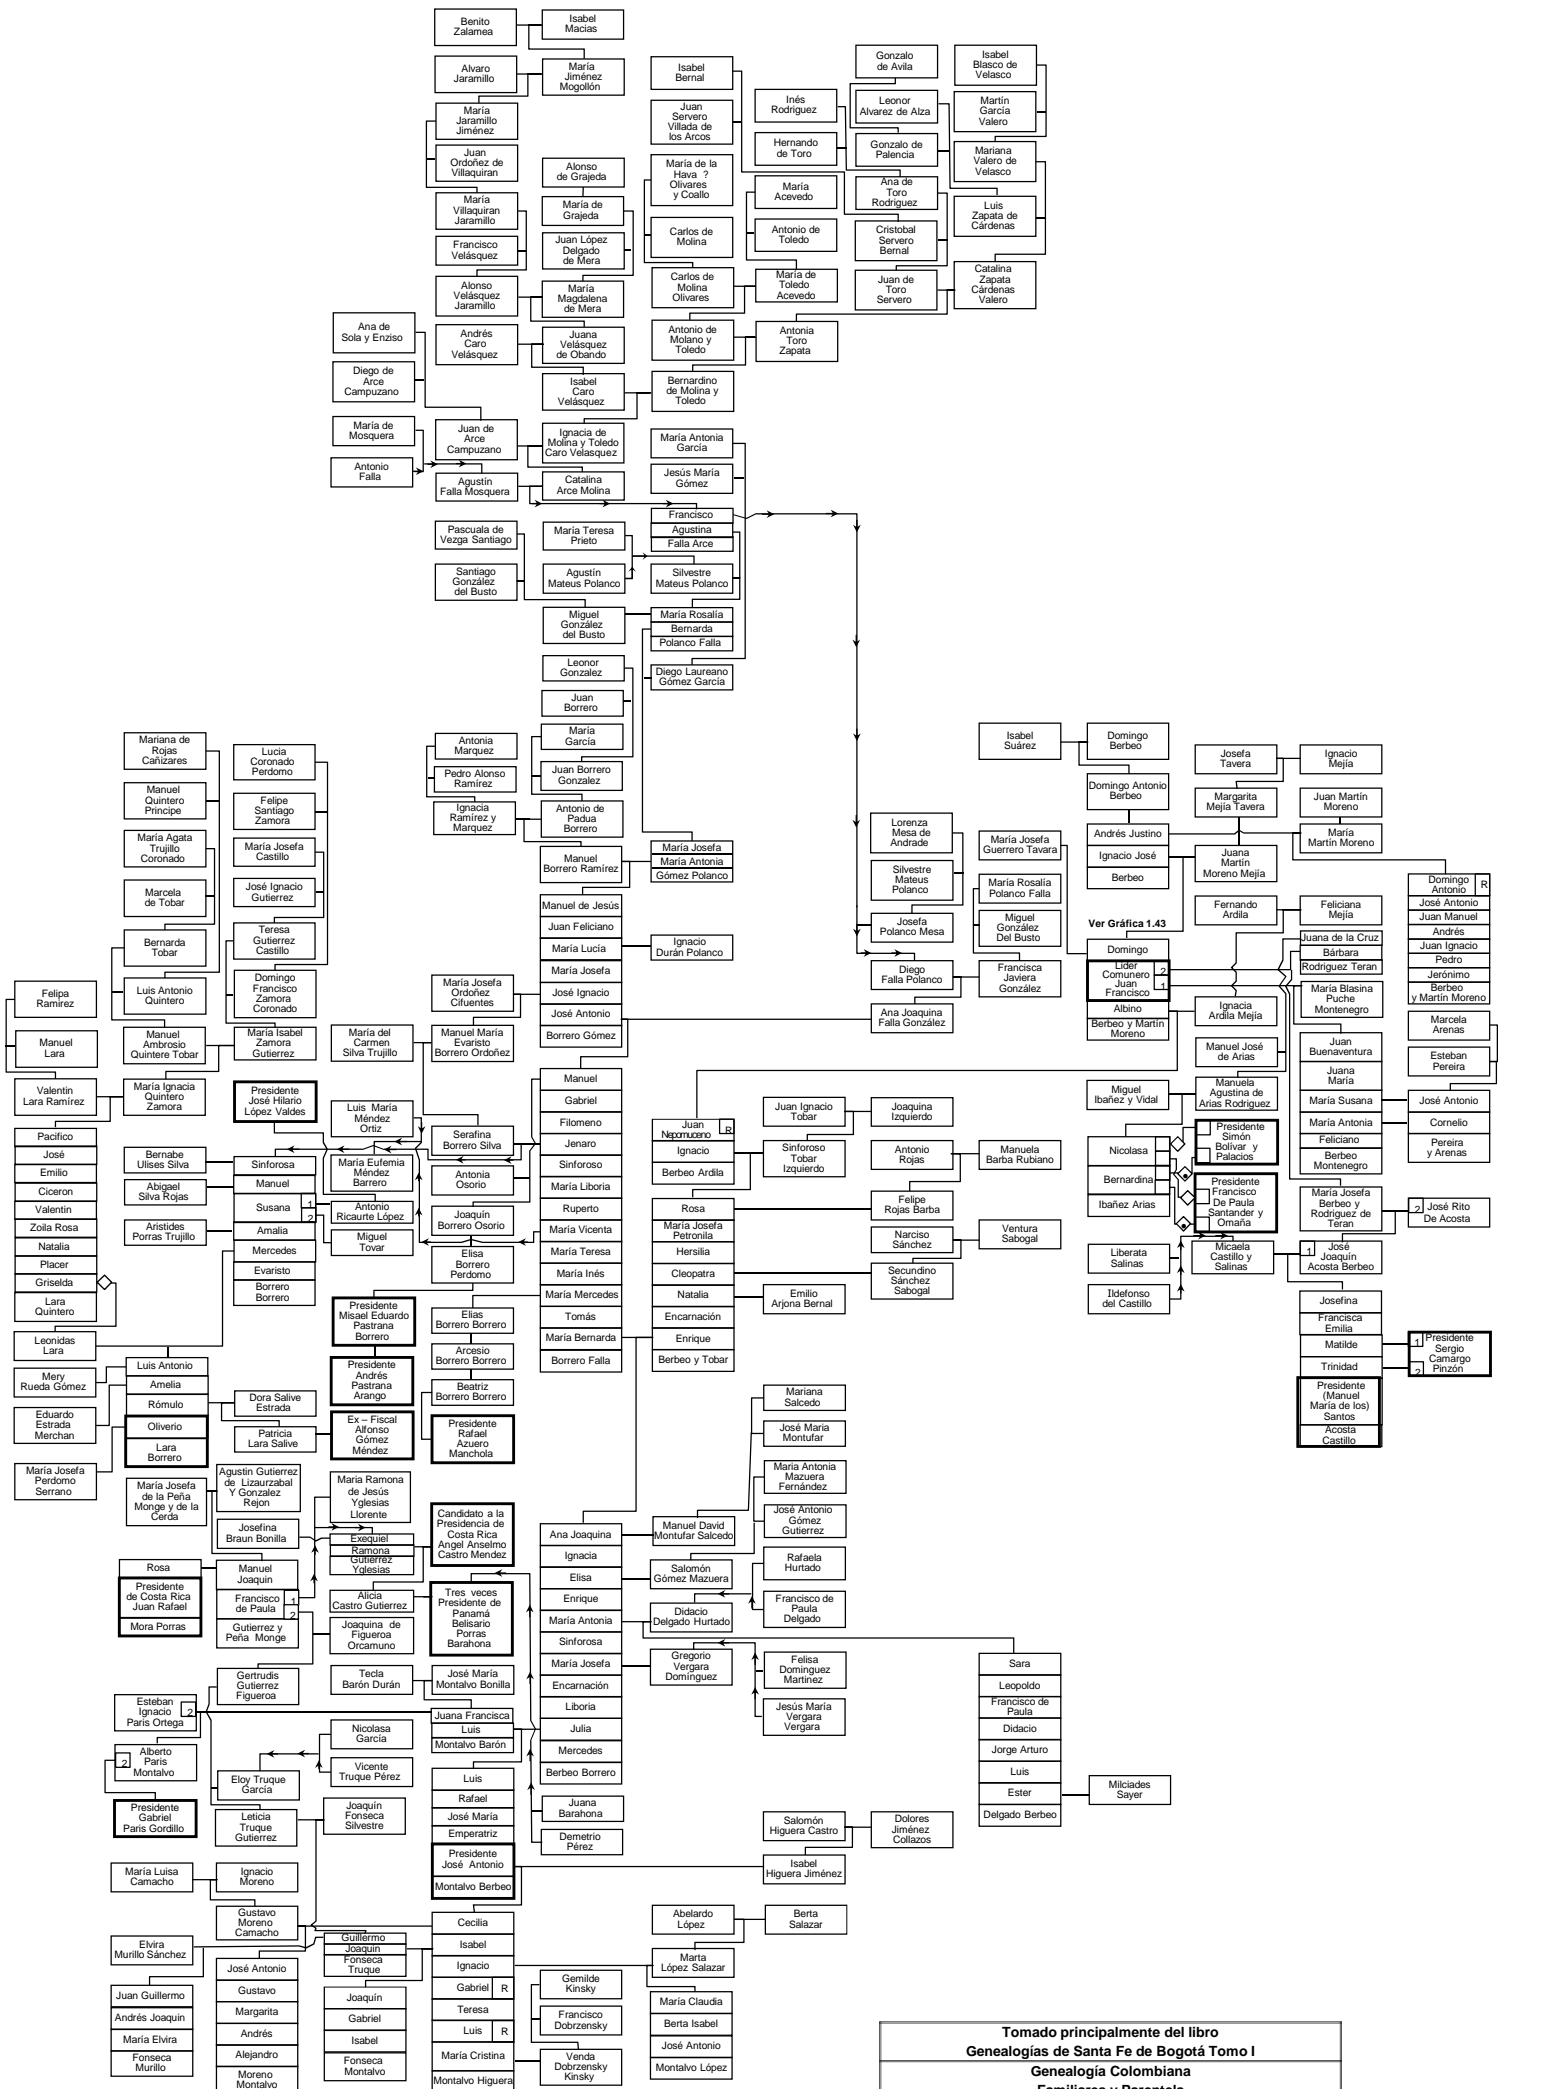 Benito
Zalamea
Isabel
Macias
Alvaro
Jaramillo
María
Jiménez
Mogollón
Isabel
Bernal
Gonzalo
de Avila
Isabel
Blasco de
Velasco
María
Jaramillo
Jiménez
Juan
Servero
Villada de
los Arcos
Inés
Rodriguez
Leonor
Alvarez de Alza
Martín
García
Valero
Juan
Ordoñez de
Villaquiran
Alonso
de Grajeda
María de la
Hava ?
Olivares
y Coallo
Hernando
de Toro
Gonzalo de
Palencia
Mariana
Valero de
Velasco
María
Villaquiran
Jaramillo
María de
Grajeda
María
Acevedo
Ana de
Toro
Rodriguez
Luis
Zapata de
Cárdenas
Francisco
Velásquez
Juan López
Delgado
de Mera
Carlos de
Molina
Antonio de
Toledo
Cristobal
Servero
Bernal
Alonso
Velásquez
Jaramillo
María
Magdalena
de Mera
Carlos de
Molina
Olivares
María de
Toledo
Acevedo
Juan de
Toro
Servero
Catalina
Zapata
Cárdenas
Valero
Ana de
Sola y Enziso
Andrés
Caro
Velásquez
Juana
Velásquez
de Obando
Antonio de
Molano y
Toledo
Antonia
Toro
Zapata
Diego de
Arce
Campuzano
Isabel
Caro
Velásquez
Bernardino
de Molina y
Toledo
María de
Mosquera
Juan de
Arce
Campuzano
Ignacia de
Molina y Toledo
Caro Velasquez
María Antonia
García
Antonio
Falla
Agustín
Falla Mosquera
Catalina
Arce Molina
Jesús María
Gómez
Francisco
Agustina
Falla Arce
Pascuala de
Vezga Santiago
María Teresa
Prieto
Santiago
González
del Busto
Agustín
Mateus Polanco
Silvestre
Mateus Polanco
Miguel
González
del Busto
María Rosalía
Bernarda
Polanco Falla
Leonor
Gonzalez
Diego Laureano
Gómez García
Juan
Borrero
Mariana de
Rojas
Cañizares
Lucia
Coronado
Perdomo
Antonia
Marquez
María
García
Isabel
Suárez
Domingo
Berbeo
Josefa
Tavera
Ignacio
Mejía
Manuel
Quintero
Principe
Felipe
Santiago
Zamora
Pedro Alonso
Ramírez
Juan Borrero
Gonzalez
Domingo Antonio
Berbeo
Margarita
Mejía Tavera
Juan Martín
Moreno
María Agata
Trujillo
Coronado
María Josefa
Castillo
Ignacia
Ramírez y
Marquez
Antonio de
Padua
Borrero
Lorenza
Mesa de
Andrade
María Josefa
Guerrero Tavara
Andrés Justino
Ignacio José
Berbeo
Juana
Martín
Moreno Mejía
María
Martín Moreno
Marcela
de Tobar
José Ignacio
Gutierrez
Manuel
Borrero Ramírez
María Josefa
María Antonia
Gómez Polanco
Silvestre
Mateus
Polanco
María Rosalía
Polanco Falla
Domingo
Antonio
R
José Antonio
Juan Manuel
Andrés
Juan Ignacio
Pedro
Jerónimo
Berbeo
y Martín Moreno
Bernarda
Tobar
Teresa
Gutierrez
Castillo
Manuel de Jesús
Juan Feliciano
María Lucía
María Josefa
José Ignacio
José Antonio
Borrero Gómez
Ignacio
Durán Polanco
Josefa
Polanco Mesa
Miguel
González
Del Busto
Fernando
Ardila
Feliciana
Mejía
Ver Gráfica 1.43
Domingo
Lider
Comunero
Juan
Francisco
2
1
Albino
Berbeo y Martín
Moreno
Juana de la Cruz
Bárbara
Rodriguez Teran
Felipa
Ramirez
Luis Antonio
Quintero
Domingo
Francisco
Zamora
Coronado
María Josefa
Ordoñez
Cifuentes
Diego
Falla Polanco
Francisca
Javiera
González
Ignacia
Ardila Mejía
María Blasina
Puche
Montenegro
Manuel
Lara
Manuel
Ambrosio
Quintere Tobar
María Isabel
Zamora
Gutierrez
María del
Carmen
Silva Trujillo
Manuel María
Evaristo
Borrero Ordoñez
Ana Joaquina
Falla González
Manuel José
de Arias
Juan
Buenaventura
Juana
María
María Susana
María Antonia
Feliciano
Berbeo
Montenegro
Marcela
Arenas
Esteban
Pereira
José Antonio
Cornelio
Pereira
y Arenas
Valentin
Lara Ramírez
María Ignacia
Quintero
Zamora
Presidente
José Hilario
López Valdes
Luis María
Méndez
Ortiz
Manuel
Gabriel
Filomeno
Jenaro
Sinforoso
María Liboria
Ruperto
María Vicenta
María Teresa
María Inés
María Mercedes
Tomás
María Bernarda
Borrero Falla
Miguel
Ibañez y Vidal
Manuela
Agustina de
Arias Rodriguez
Pacifico
José
Emilio
Ciceron
Valentin
Zoila Rosa
Natalia
Placer
Griselda
Lara
Quintero
Bernabe
Ulises Silva
Abigael
Silva Rojas
Aristides
Porras Trujillo
Sinforosa
Manuel
Susana
1
2
Amalia
Mercedes
Evaristo
Borrero
Borrero
María Eufemia
Méndez
Barrero
Antonio
Ricaurte López
Miguel
Tovar
Serafina
Borrero Silva
Antonia
Osorio
Joaquín
Borrero Osorio
Elisa
Borrero
Perdomo
Juan
Nepomuceno
R
Ignacio
Berbeo Ardila
Juan Ignacio
Tobar
Joaquina
Izquierdo
Sinforoso
Tobar
Izquierdo
Antonio
Rojas
Manuela
Barba Rubiano
Felipe
Rojas Barba
Nicolasa
Bernardina
Ibañez Arias
Presidente
Simón
Bolívar y
Palacios
Presidente
Francisco
De Paula
Santander y
Omaña
María Josefa
Berbeo y
Rodriguez de
Teran
2
José Rito
De Acosta
Rosa
María Josefa
Petronila
Hersilia
Cleopatra
Natalia
Encarnación
Enrique
Berbeo y Tobar
Narciso
Sánchez
Ventura
Sabogal
Secundino
Sánchez
Sabogal
Emilio
Arjona Bernal
Liberata
Salinas
Ildefonso
del Castillo
Micaela
Castillo y
Salinas
1
José
Joaquín
Acosta Berbeo
Josefina
Francisca
Emilia
Matilde
Trinidad
Presidente
(Manuel
María de los)
Santos
Acosta
Castillo
1
2
Presidente
Sergio
Camargo
Pinzón
Presidente
Misael Eduardo
Pastrana
Borrero
Presidente
Andrés
Pastrana
Arango
Elias
Borrero Borrero
Arcesio
Borrero Borrero
Beatriz
Borrero Borrero
Leonidas
Lara
Mery
Rueda Gómez
Eduardo
Estrada
Merchan
María Josefa
Perdomo
Serrano
Luis Antonio
Amelia
Rómulo
Oliverio
Lara
Borrero
Dora Salive
Estrada
Patricia
Lara Salive
Ex – Fiscal
Alfonso
Gómez
Méndez
Presidente
Rafael
Azuero
Manchola
Mariana
Salcedo
José Maria
Montufar
Maria Antonia
Mazuera
Fernández
José Antonio
Gómez
Gutierrez
María Josefa
de la Peña
Monge y de la
Cerda
Agustin Gutierrez
de Lizaurzabal
Y Gonzalez
Rejon
Maria Ramona
de Jesús
Yglesias
Llorente
Josefina
Braun Bonilla
Exequiel
Ramona
Gutierrez
Yglesias
Candidato a la
Presidencia de
Costa Rica
Angel Anselmo
Castro Mendez
Ana Joaquina
Ignacia
Elisa
Enrique
María Antonia
Sinforosa
María Josefa
Encarnación
Liboria
Julia
Mercedes
Berbeo Borrero
Manuel David
Montufar Salcedo
Salomón
Gómez Mazuera
Rafaela
Hurtado
Francisco de
Paula
Delgado
Didacio
Delgado Hurtado
Rosa
Presidente
de Costa Rica
Juan Rafael
Mora Porras
Manuel
Joaquin
Francisco
de Paula
1
2
Gutierrez y
Peña Monge
Alicia
Castro Gutierrez
Joaquina de
Figueroa
Orcamuno
Tres veces
Presidente de
Panamá
Belisario
Porras
Barahona
Gregorio
Vergara
Domínguez
Felisa
Dominguez
Martinez
Jesús María
Vergara
Vergara
Sara
Leopoldo
Francisco de
Paula
Didacio
Jorge Arturo
Luis
Ester
Delgado Berbeo
Milciades
Sayer
Gertrudis
Gutierrez
Figueroa
Tecla
Barón Durán
José María
Montalvo Bonilla
Esteban
Ignacio
Paris Ortega
2
Juana Francisca
Luis
Montalvo Barón
Nicolasa
García
Vicente
Truque Pérez
2
Alberto
Paris
Montalvo
Eloy Truque
García
Presidente
Gabriel
Paris Gordillo
Leticia
Truque
Gutierrez
Joaquín
Fonseca
Silvestre
Luis
Rafael
José María
Emperatriz
Presidente
José Antonio
Montalvo Berbeo
Juana
Barahona
Demetrio
Pérez
Salomón
Higuera Castro
Dolores
Jiménez
Collazos
Isabel
Higuera Jiménez
María Luisa
Camacho
Ignacio
Moreno
Gustavo
Moreno
Camacho
Elvira
Murillo Sánchez
Guillermo
Joaquin
Fonseca
Truque
Cecilia
Isabel
Ignacio
Gabriel
R
Teresa
Luis
R
María Cristina
Montalvo Higuera
Abelardo
López
Berta
Salazar
Marta
López Salazar
Juan Guillermo
Andrés Joaquin
María Elvira
Fonseca
Murillo
José Antonio
Gustavo
Margarita
Andrés
Alejandro
Moreno
Montalvo
Joaquín
Gabriel
Isabel
Fonseca
Montalvo
Gemilde
Kinsky
Francisco
Dobrzensky
Venda
Dobrzensky
Kinsky
María Claudia
Berta Isabel
José Antonio
Montalvo López
Tomado principalmente del libro
Genealogías de Santa Fe de Bogotá Tomo I
Genealogía Colombiana
Familiares y Parentela